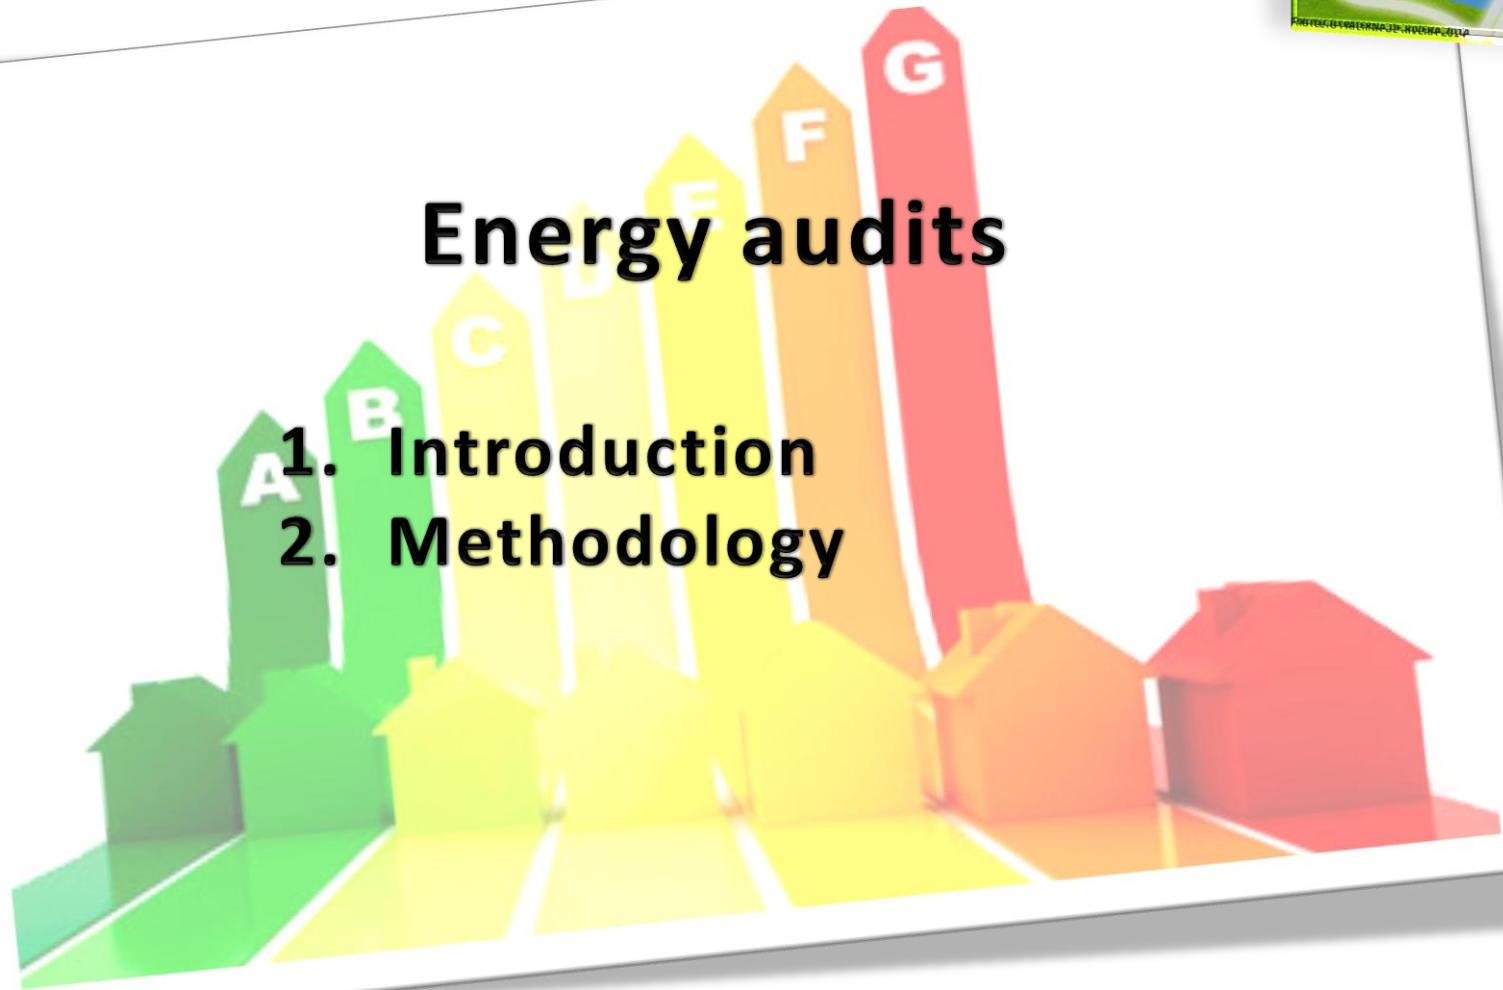 G
F
E
Energy audits
D
C
B
1. Introduction
A
2. Methodology